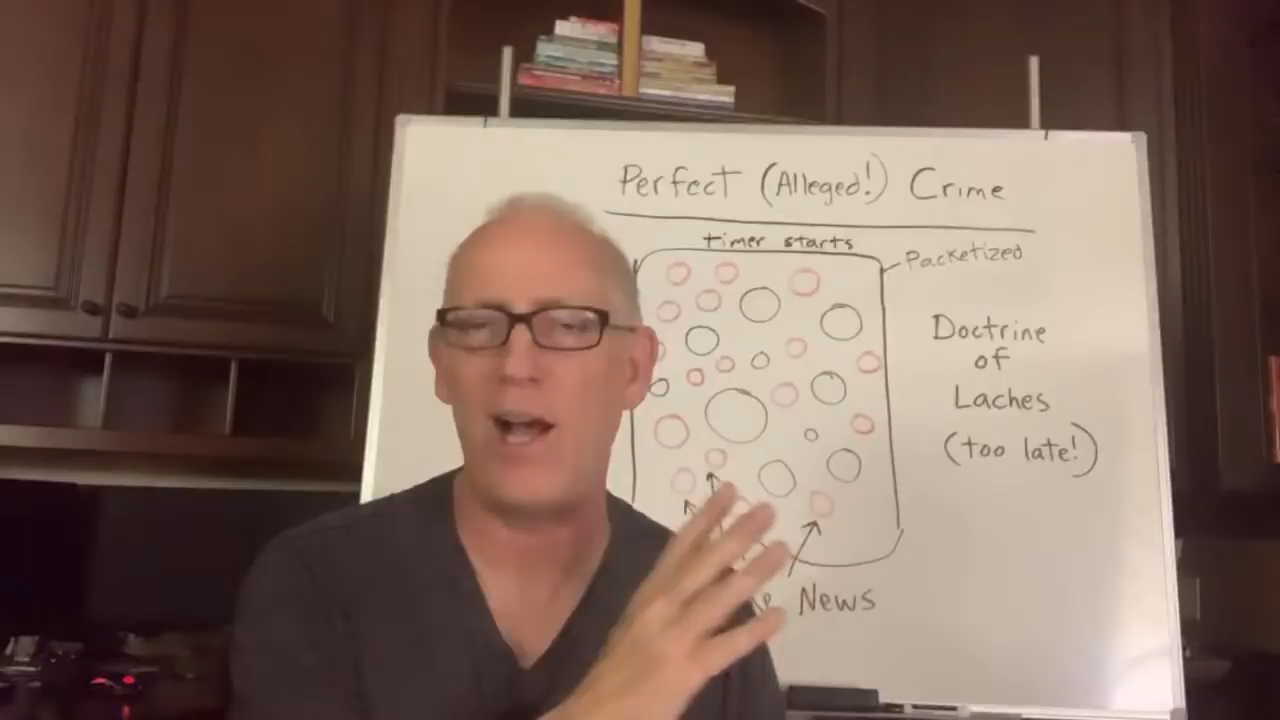 Perfect (Alleged!) Crime
timer starts
Packetized
Doctrine
of
Laches
(too late!)
News